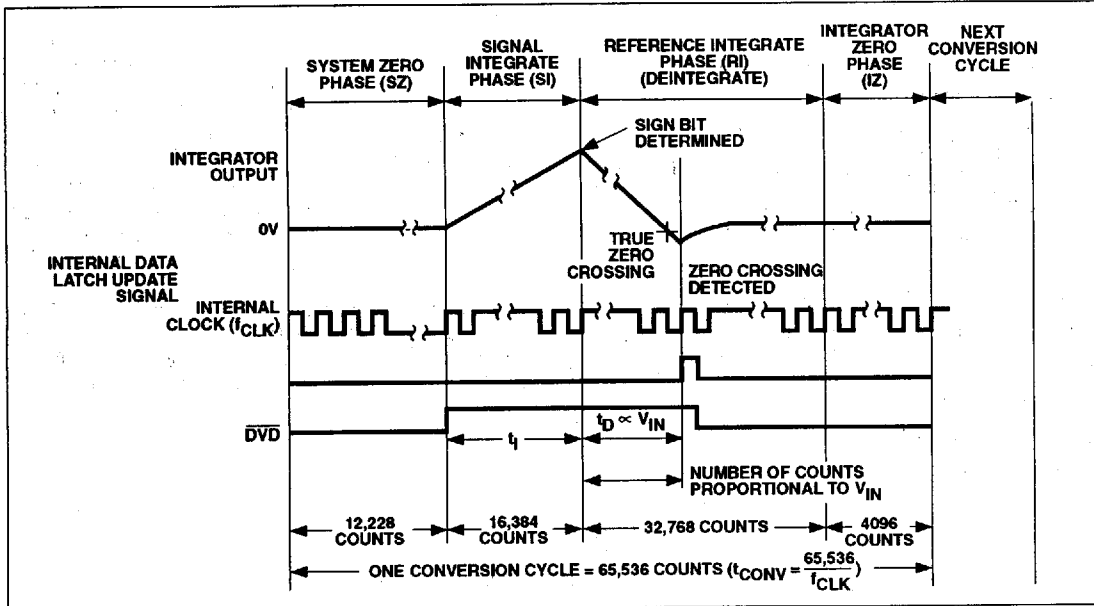 SYSTEM ZERO
PHASE (SZ)
SIGNAL
INTEGRATE
PHASE (SI)
REFERENCE INTEGRATE
PHASE (RI)
(DEINTEGRATE)
INTEGRATOR
ZERO
PHASE
(IZ)
NEXT
CONVERSION
CYCLE
SIGN BIT
DETERMINED
INTEGRATOR
OUTPUT
0V
TRUE
ZERO
CROSSING
ZERO CROSSING
DETECTED
INTERNAL DATA
LATCH UPDATE
SIGNAL
INTERNAL
CLOCK (fCLK)
DVD
tI
tD ∝ VIN
NUMBER OF COUNTS
PROPORTIONAL TO VIN
12,228
COUNTS
16,384
COUNTS
32,768 COUNTS
4096
COUNTS
ONE CONVERSION CYCLE = 65,536 COUNTS (tCONV = 65,536 / fCLK)